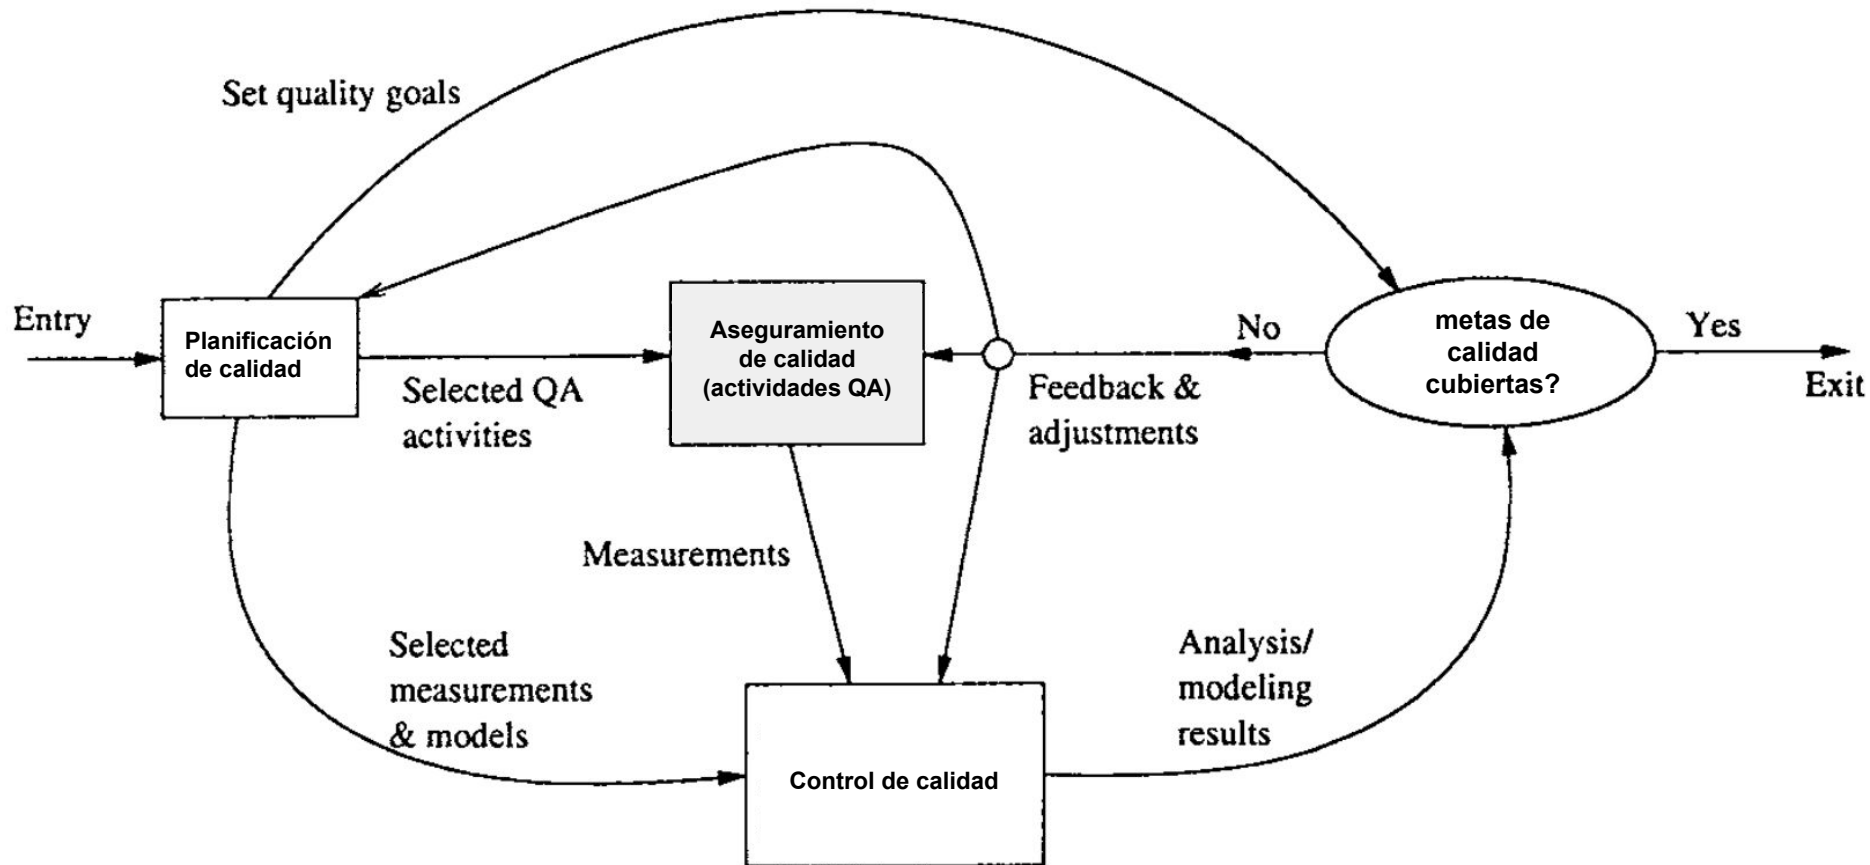 Set quality goals
Entry
Planificación
de calidad
Selected QA
activities
Aseguramiento
de calidad
(actividades QA)
No
Feedback &
adjustments
metas de
calidad
cubiertas?
Yes
Exit
Measurements
Selected
measurements
& models
Control de calidad
Analysis/
modeling
results